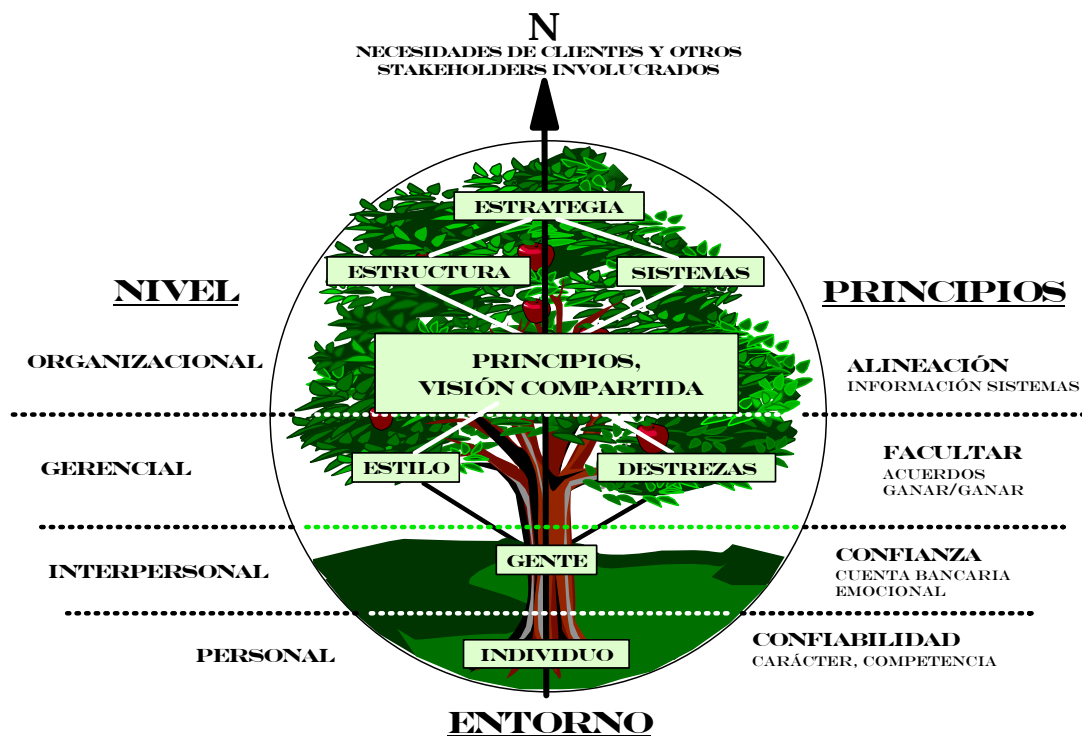 N
NECESIDADES DE CLIENTES Y OTROS
STAKEHOLDERS INVOLUCRADOS
ESTRATEGIA
ESTRUCTURA
SISTEMAS
NIVEL
PRINCIPIOS
ORGANIZACIONAL
PRINCIPIOS,
VISIÓN COMPARTIDA
ALINEACIÓN
INFORMACIÓN SISTEMAS
GERENCIAL
ESTILO
DESTREZAS
FACULTAR
ACUERDOS
GANAR/GANAR
INTERPERSONAL
GENTE
CONFIANZA
CUENTA BANCARIA
EMOCIONAL
PERSONAL
INDIVIDUO
CONFIABILIDAD
CARÁCTER, COMPETENCIA
ENTORNO